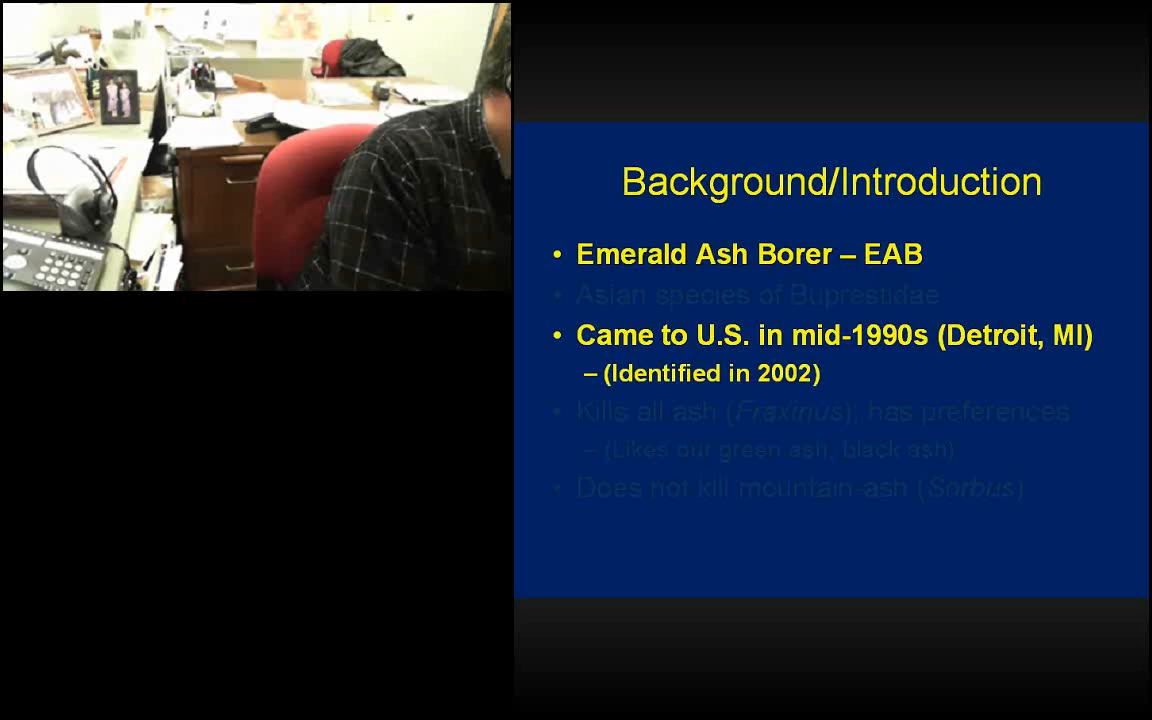 Background/Introduction
• Emerald Ash Borer – EAB
• Asian species of Buprestidae
• Came to U.S. in mid-1990s (Detroit, MI)
– (Identified in 2002)
• Kills all ash (Fraxinus); has preferences
– (Likes our green ash, black ash)
• Does not kill mountain-ash (Sorbus)